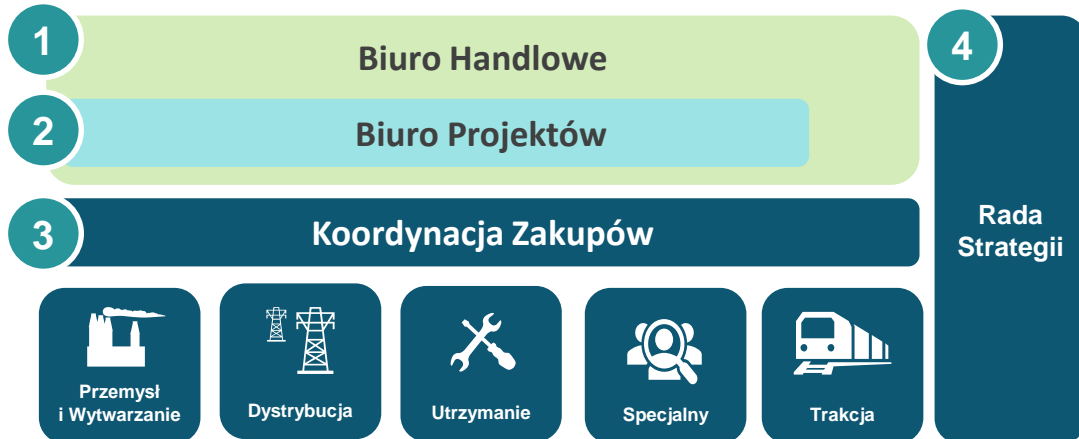 1
Biuro Handlowe
2
Biuro Projektów
3
Koordynacja Zakupów
4
Rada
Strategii
Przemysł
i Wytwarzanie
Dystrybucja
Utrzymanie
Specjalny
Trakcja